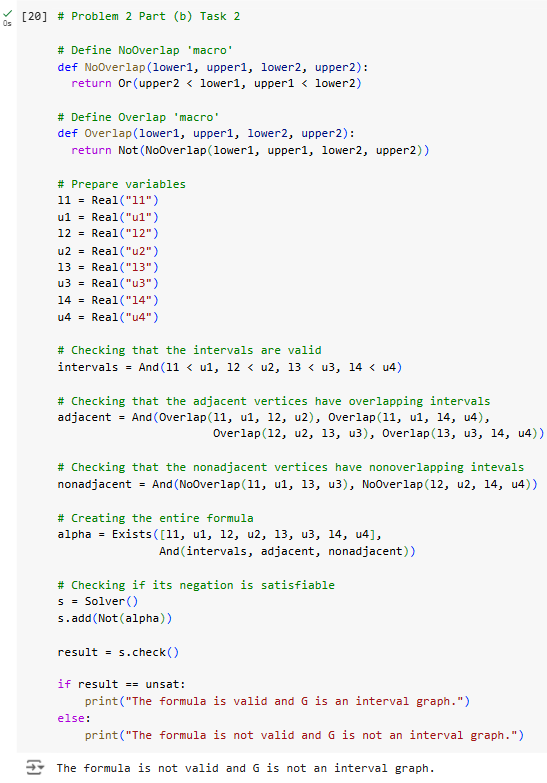 [20] # Problem 2 Part (b) Task 2
0s
# Define NoOverlap 'macro'
def NoOverlap(lower1, upper1, lower2, upper2):
  return Or(upper2 < lower1, upper1 < lower2)
# Define Overlap 'macro'
def Overlap(lower1, upper1, lower2, upper2):
  return Not(NoOverlap(lower1, upper1, lower2, upper2))
# Prepare variables
l1 = Real("l1")
u1 = Real("u1")
l2 = Real("l2")
u2 = Real("u2")
l3 = Real("l3")
u3 = Real("u3")
l4 = Real("l4")
u4 = Real("u4")
# Checking that the intervals are valid
intervals = And(l1 < u1, l2 < u2, l3 < u3, l4 < u4)
# Checking that the adjacent vertices have overlapping intervals
adjacent = And(Overlap(l1, u1, l2, u2), Overlap(l1, u1, l4, u4),
                       Overlap(l2, u2, l3, u3), Overlap(l3, u3, l4, u4))
# Checking that the nonadjacent vertices have nonoverlapping intevals
nonadjacent = And(NoOverlap(l1, u1, l3, u3), NoOverlap(l2, u2, l4, u4))
# Creating the entire formula
alpha = Exists([l1, u1, l2, u2, l3, u3, l4, u4],
               And(intervals, adjacent, nonadjacent))
# Checking if its negation is satisfiable
s = Solver()
s.add(Not(alpha))
result = s.check()
if result == unsat:
    print("The formula is valid and G is an interval graph.")
else:
    print("The formula is not valid and G is not an interval graph.")
The formula is not valid and G is not an interval graph.